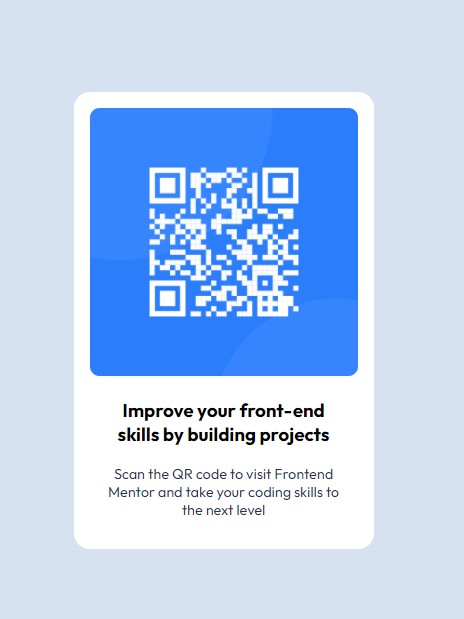 Improve your front-end
skills by building projects
Scan the QR code to visit Frontend
Mentor and take your coding skills to
the next level